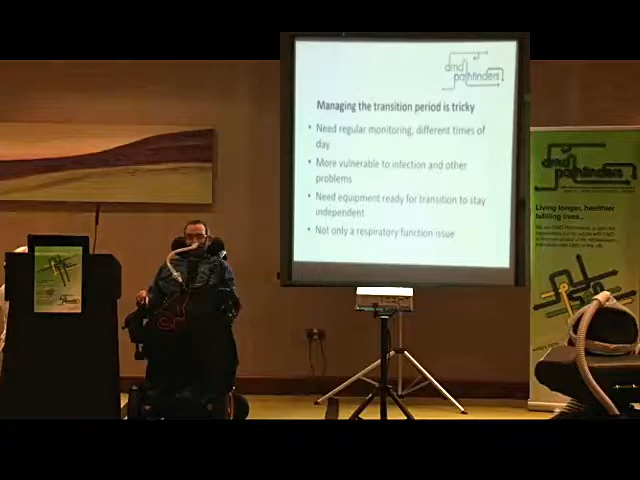 dmd
pathfinders
Managing the transition period is tricky
• Need regular monitoring, different times of
day
• More vulnerable to infection and other
problems
• Need equipment ready for transition to stay
independent
• Not only a respiratory function issue
dmd
pathfinders
Living longer, healthier
fulfilling lives...